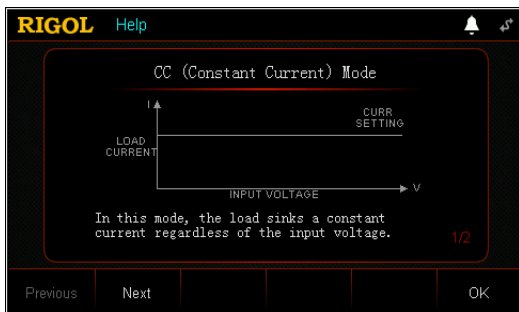 RIGOL Help
CC (Constant Current) Mode
I
CURR
SETTING
LOAD
CURRENT
INPUT VOLTAGE
V
In this mode, the load sinks a constant
current regardless of the input voltage.
1/2
Previous Next OK